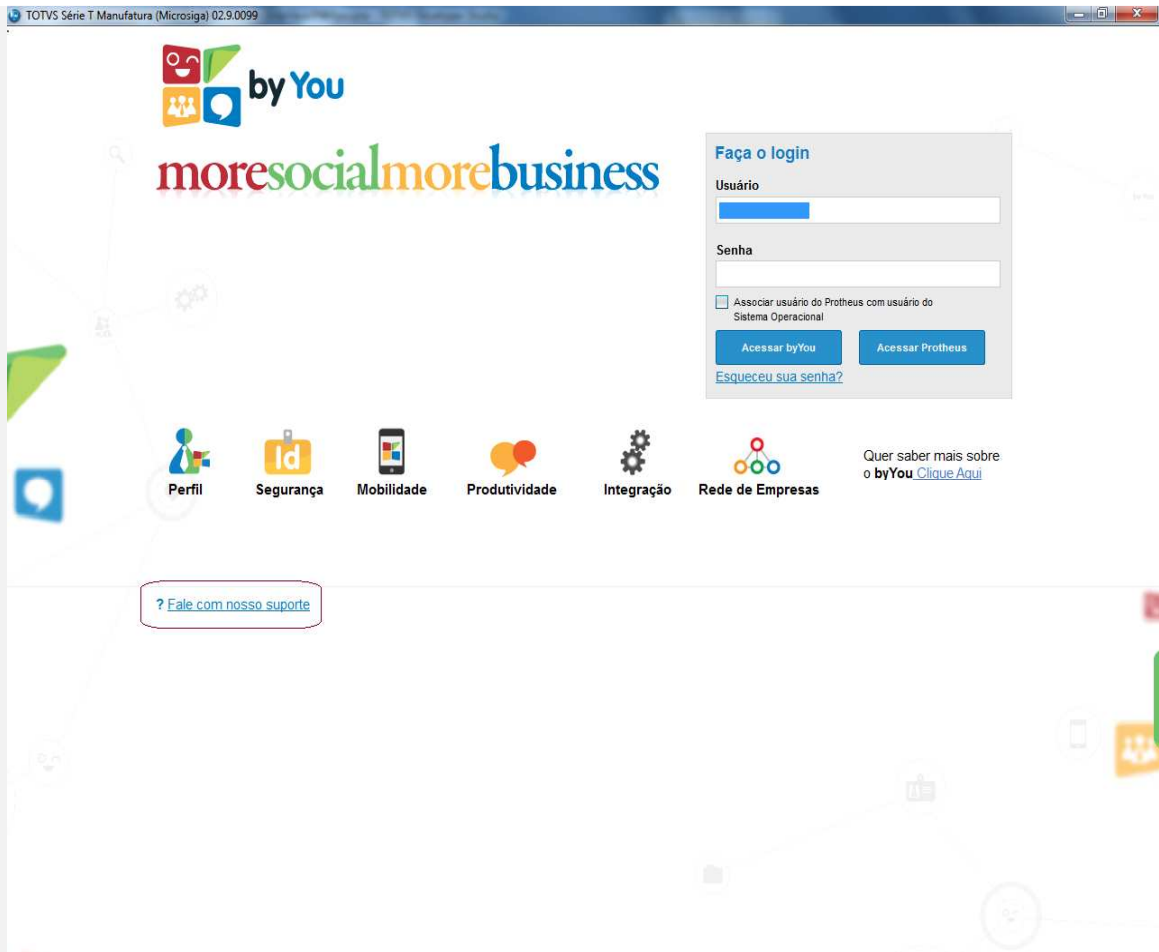 TOTVS Série T Manufatura (Microsiga) 02.9.0099
by You
moresocialmorebusiness
Faça o login
Usuário
Senha
Associar usuário do Protheus com usuário do
Sistema Operacional
Acessar byYou
Acessar Protheus
Esqueceu sua senha?
Id
Perfil
Segurança
Mobilidade
Produtividade
Integração
Rede de Empresas
Quer saber mais sobre
o byYou Clique Aqui
? Fale com nosso suporte